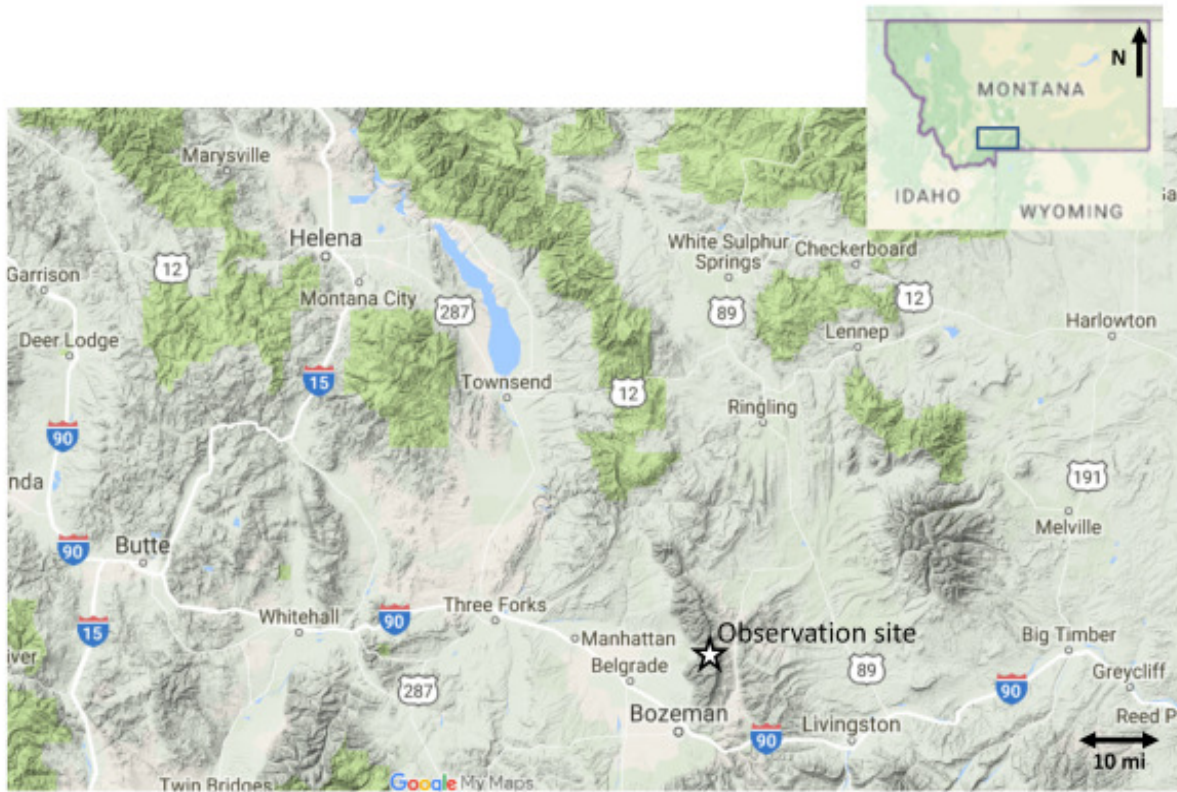 N
MONTANA
IDAHO
WYOMING
Marysville
Helena
12
Garrison
Montana City
287
White Sulphur
Springs
Checkerboard
12
89
Lennep
Harlowton
Deer Lodge
15
Townsend
12
Ringling
90
nda
191
Melville
90
Butte
15
Whitehall
90
Three Forks
Manhattan
Observation site
Belgrade
Big Timber
iver
287
89
90
Greycliff
Bozeman
90
Livingston
Reed P
10 mi
Twin Bridges
Google My Maps